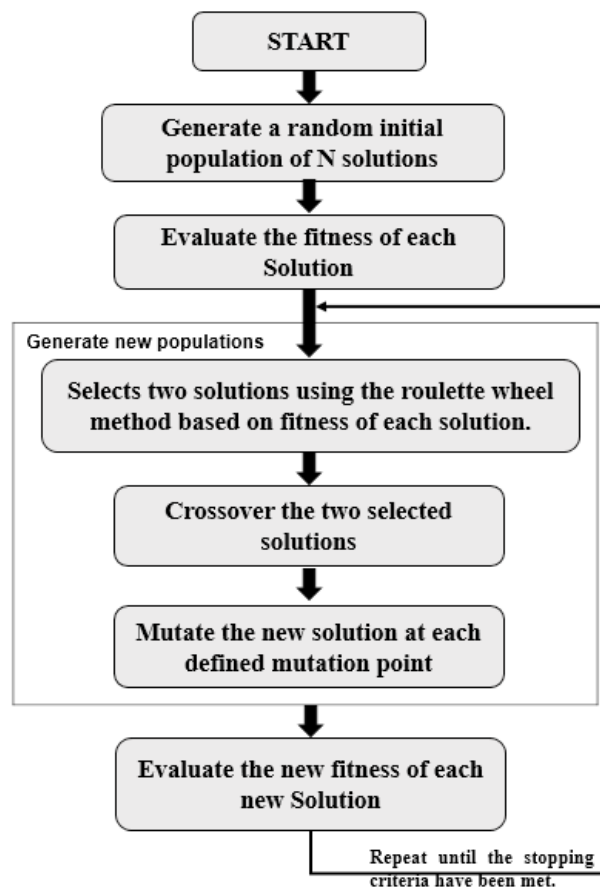 START
Generate a random initial
population of N solutions
Evaluate the fitness of each
Solution
Generate new populations
Selects two solutions using the roulette wheel
method based on fitness of each solution.
Crossover the two selected
solutions
Mutate the new solution at each
defined mutation point
Evaluate the new fitness of each
new Solution
Repeat until the stopping
criteria have been met.